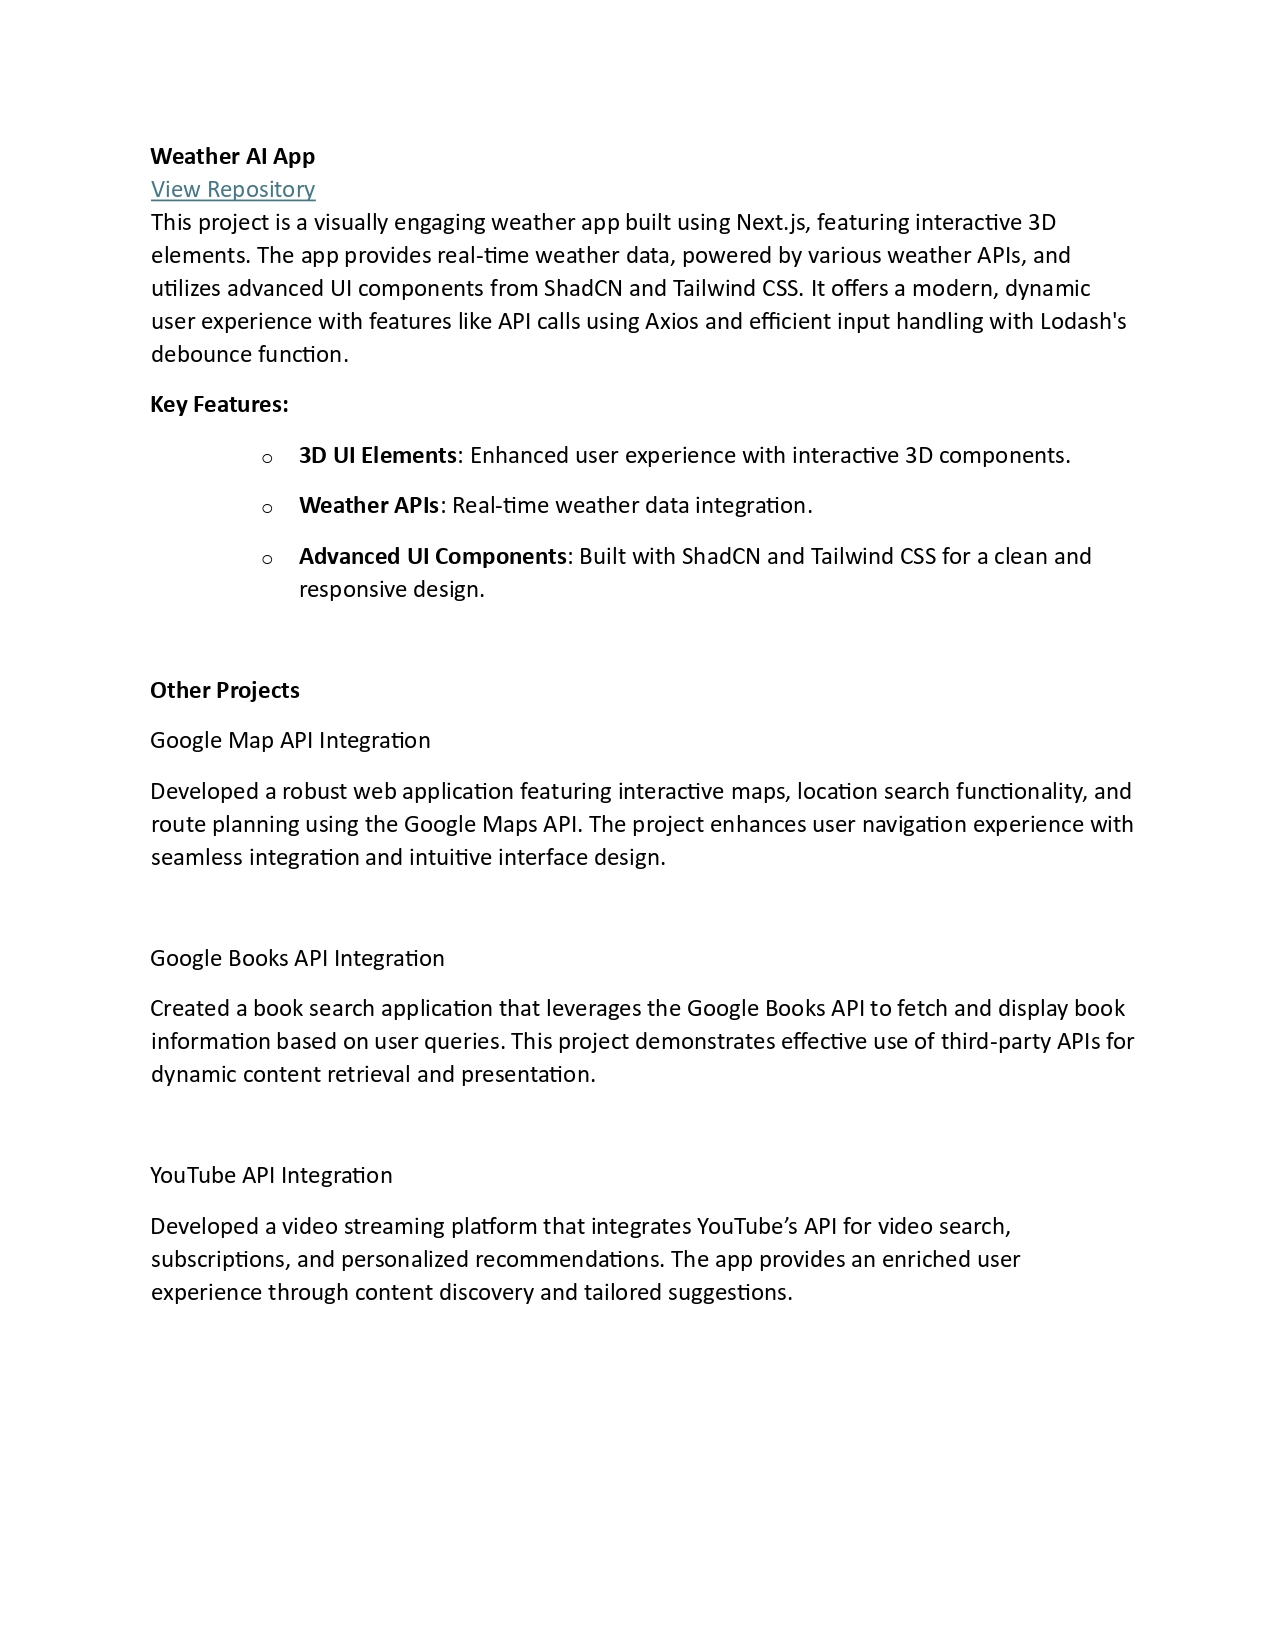 Weather AI App
View Repository
This project is a visually engaging weather app built using Next.js, featuring interactive 3D
elements. The app provides real-time weather data, powered by various weather APIs, and
utilizes advanced UI components from ShadCN and Tailwind CSS. It offers a modern, dynamic
user experience with features like API calls using Axios and efficient input handling with Lodash's
debounce function.
Key Features:
o 3D UI Elements: Enhanced user experience with interactive 3D components.
o Weather APIs: Real-time weather data integration.
o Advanced UI Components: Built with ShadCN and Tailwind CSS for a clean and
responsive design.
Other Projects
Google Map API Integration
Developed a robust web application featuring interactive maps, location search functionality, and
route planning using the Google Maps API. The project enhances user navigation experience with
seamless integration and intuitive interface design.
Google Books API Integration
Created a book search application that leverages the Google Books API to fetch and display book
information based on user queries. This project demonstrates effective use of third-party APIs for
dynamic content retrieval and presentation.
YouTube API Integration
Developed a video streaming platform that integrates YouTube’s API for video search,
subscriptions, and personalized recommendations. The app provides an enriched user
experience through content discovery and tailored suggestions.